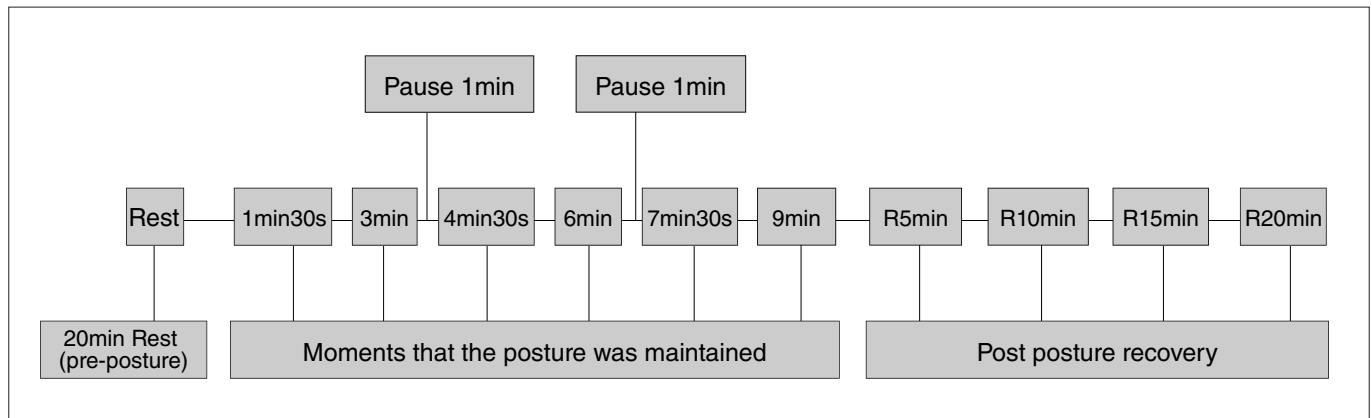 Pause 1min
Pause 1min
Rest
1min30s
3min
4min30s
6min
7min30s
9min
R5min
R10min
R15min
R20min
20min Rest
(pre-posture)
Moments that the posture was maintained
Post posture recovery